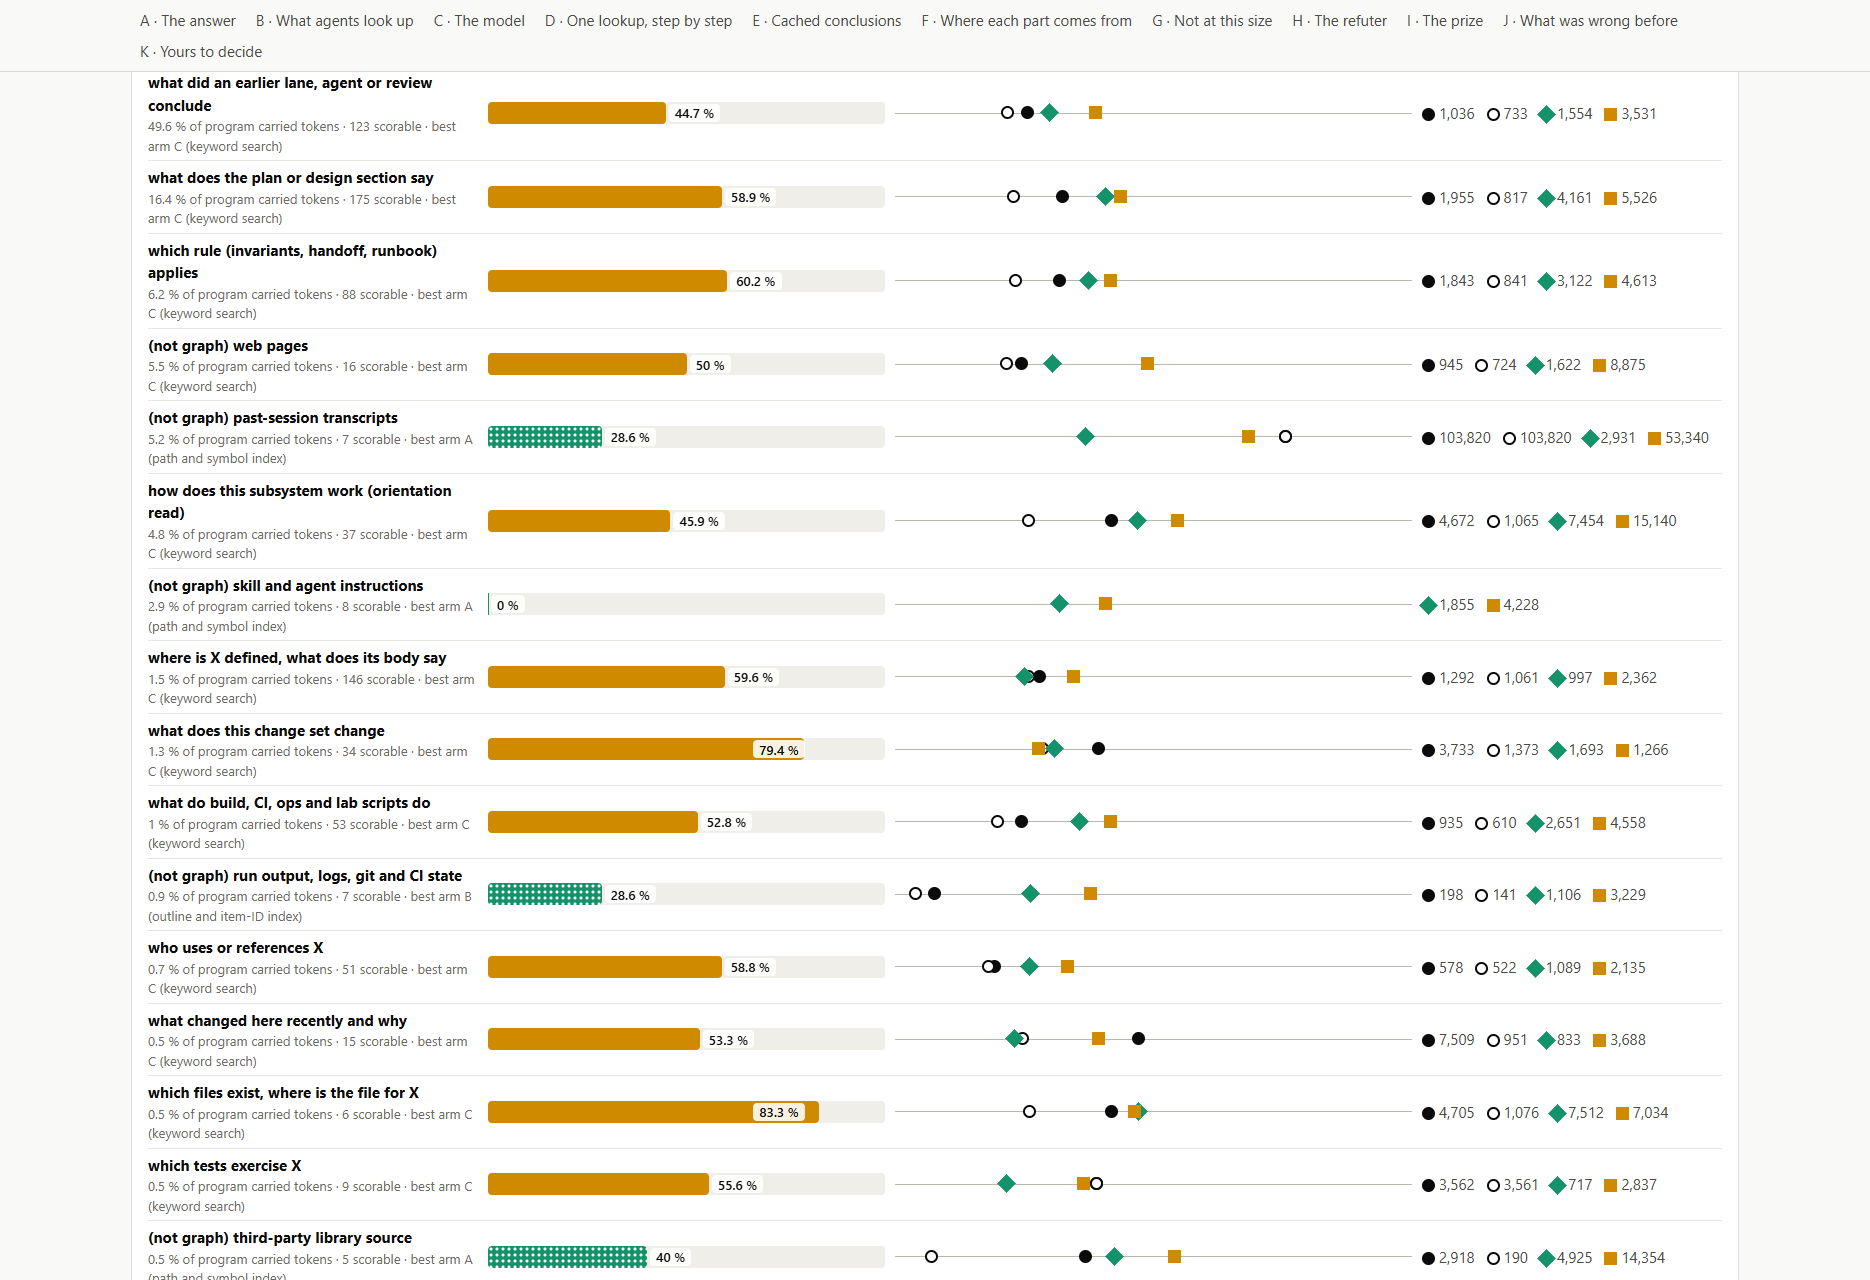 A · The answer B · What agents look up C · The model D · One lookup, step by step E · Cached conclusions F · Where each part comes from G · Not at this size H · The refuter I · The prize J · What was wrong before
K · Yours to decide
what did an earlier lane, agent or review
conclude
49.6 % of program carried tokens · 123 scorable · best
arm C (keyword search)
44.7 %
1,036 733 1,554 3,531
what does the plan or design section say
16.4 % of program carried tokens · 175 scorable · best
arm C (keyword search)
58.9 %
1,955 817 4,161 5,526
which rule (invariants, handoff, runbook)
applies
6.2 % of program carried tokens · 88 scorable · best arm
C (keyword search)
60.2 %
1,843 841 3,122 4,613
(not graph) web pages
5.5 % of program carried tokens · 16 scorable · best arm
C (keyword search)
50 %
945 724 1,622 8,875
(not graph) past-session transcripts
5.2 % of program carried tokens · 7 scorable · best arm A
(path and symbol index)
28.6 %
103,820 103,820 2,931 53,340
how does this subsystem work (orientation
read)
4.8 % of program carried tokens · 37 scorable · best arm
C (keyword search)
45.9 %
4,672 1,065 7,454 15,140
(not graph) skill and agent instructions
2.9 % of program carried tokens · 8 scorable · best arm A
(path and symbol index)
0 %
1,855 4,228
where is X defined, what does its body say
1.5 % of program carried tokens · 146 scorable · best arm
C (keyword search)
59.6 %
1,292 1,061 997 2,362
what does this change set change
1.3 % of program carried tokens · 34 scorable · best arm
C (keyword search)
79.4 %
3,733 1,373 1,693 1,266
what do build, CI, ops and lab scripts do
1 % of program carried tokens · 53 scorable · best arm C
(keyword search)
52.8 %
935 610 2,651 4,558
(not graph) run output, logs, git and CI state
0.9 % of program carried tokens · 7 scorable · best arm B
(outline and item-ID index)
28.6 %
198 141 1,106 3,229
who uses or references X
0.7 % of program carried tokens · 51 scorable · best arm
C (keyword search)
58.8 %
578 522 1,089 2,135
what changed here recently and why
0.5 % of program carried tokens · 15 scorable · best arm
C (keyword search)
53.3 %
7,509 951 833 3,688
which files exist, where is the file for X
0.5 % of program carried tokens · 6 scorable · best arm C
(keyword search)
83.3 %
4,705 1,076 7,512 7,034
which tests exercise X
0.5 % of program carried tokens · 9 scorable · best arm C
(keyword search)
55.6 %
3,562 3,561 717 2,837
(not graph) third-party library source
0.5 % of program carried tokens · 5 scorable · best arm A
(path and symbol index)
40 %
2,918 190 4,925 14,354